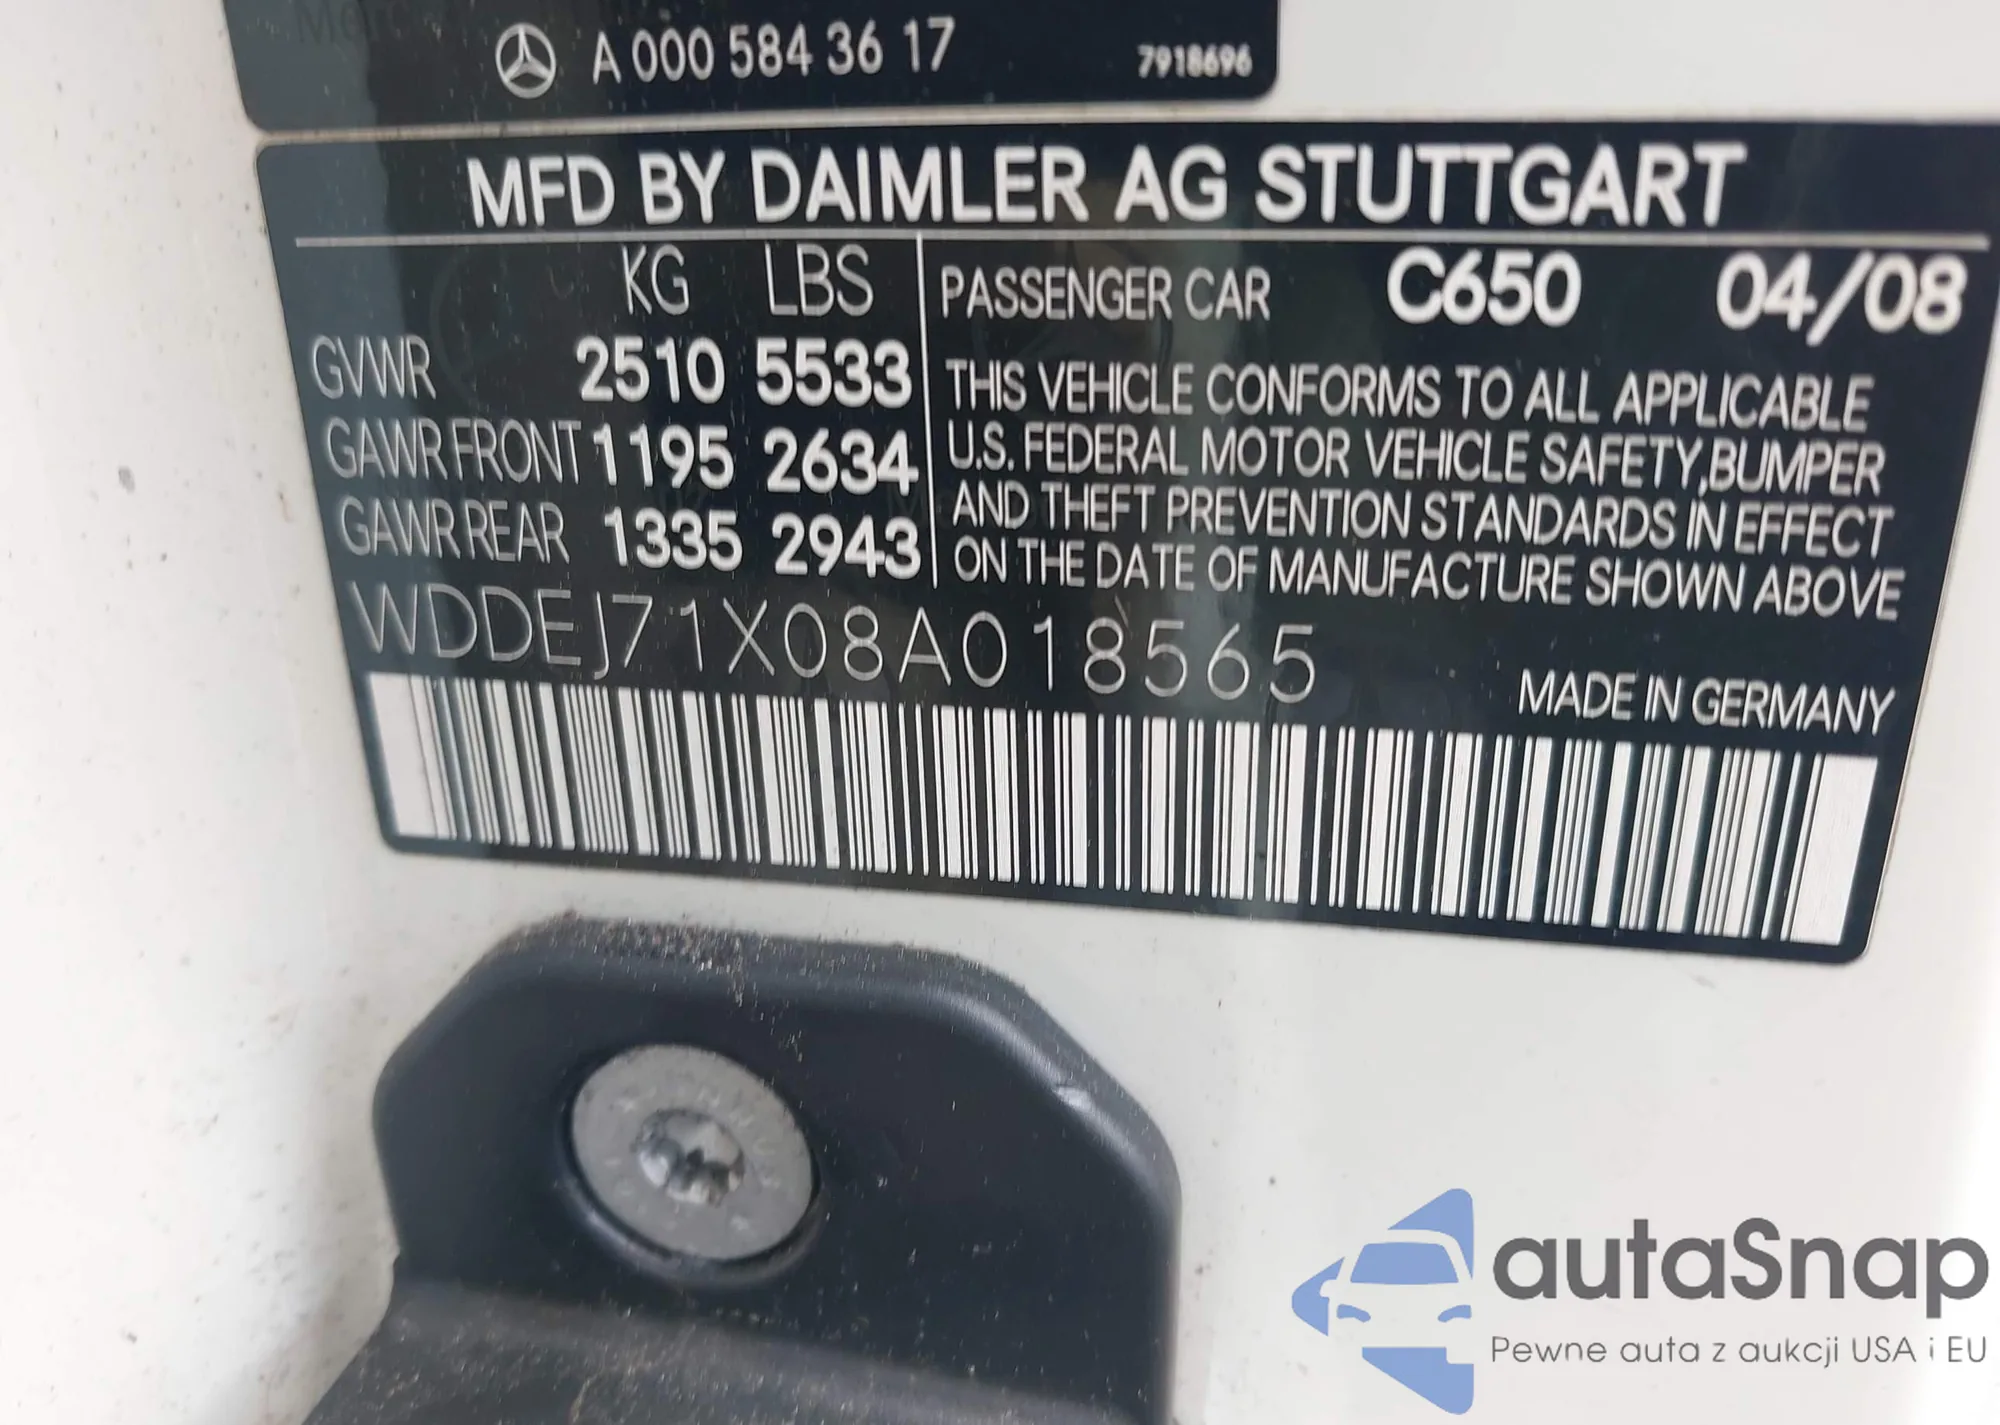 A 000 584 36 17
7918696
MFD BY DAIMLER AG STUTTGART
KG LBS
GVWR 2510 5533
GAWR FRONT 1195 2634
GAWR REAR 1335 2943
PASSENGER CAR C650 04/08
THIS VEHICLE CONFORMS TO ALL APPLICABLE
U.S. FEDERAL MOTOR VEHICLE SAFETY,BUMPER
AND THEFT PREVENTION STANDARDS IN EFFECT
ON THE DATE OF MANUFACTURE SHOWN ABOVE
WDDEJ71X08A018565
MADE IN GERMANY
autaSnap
Pewne auta z aukcji USA i EU